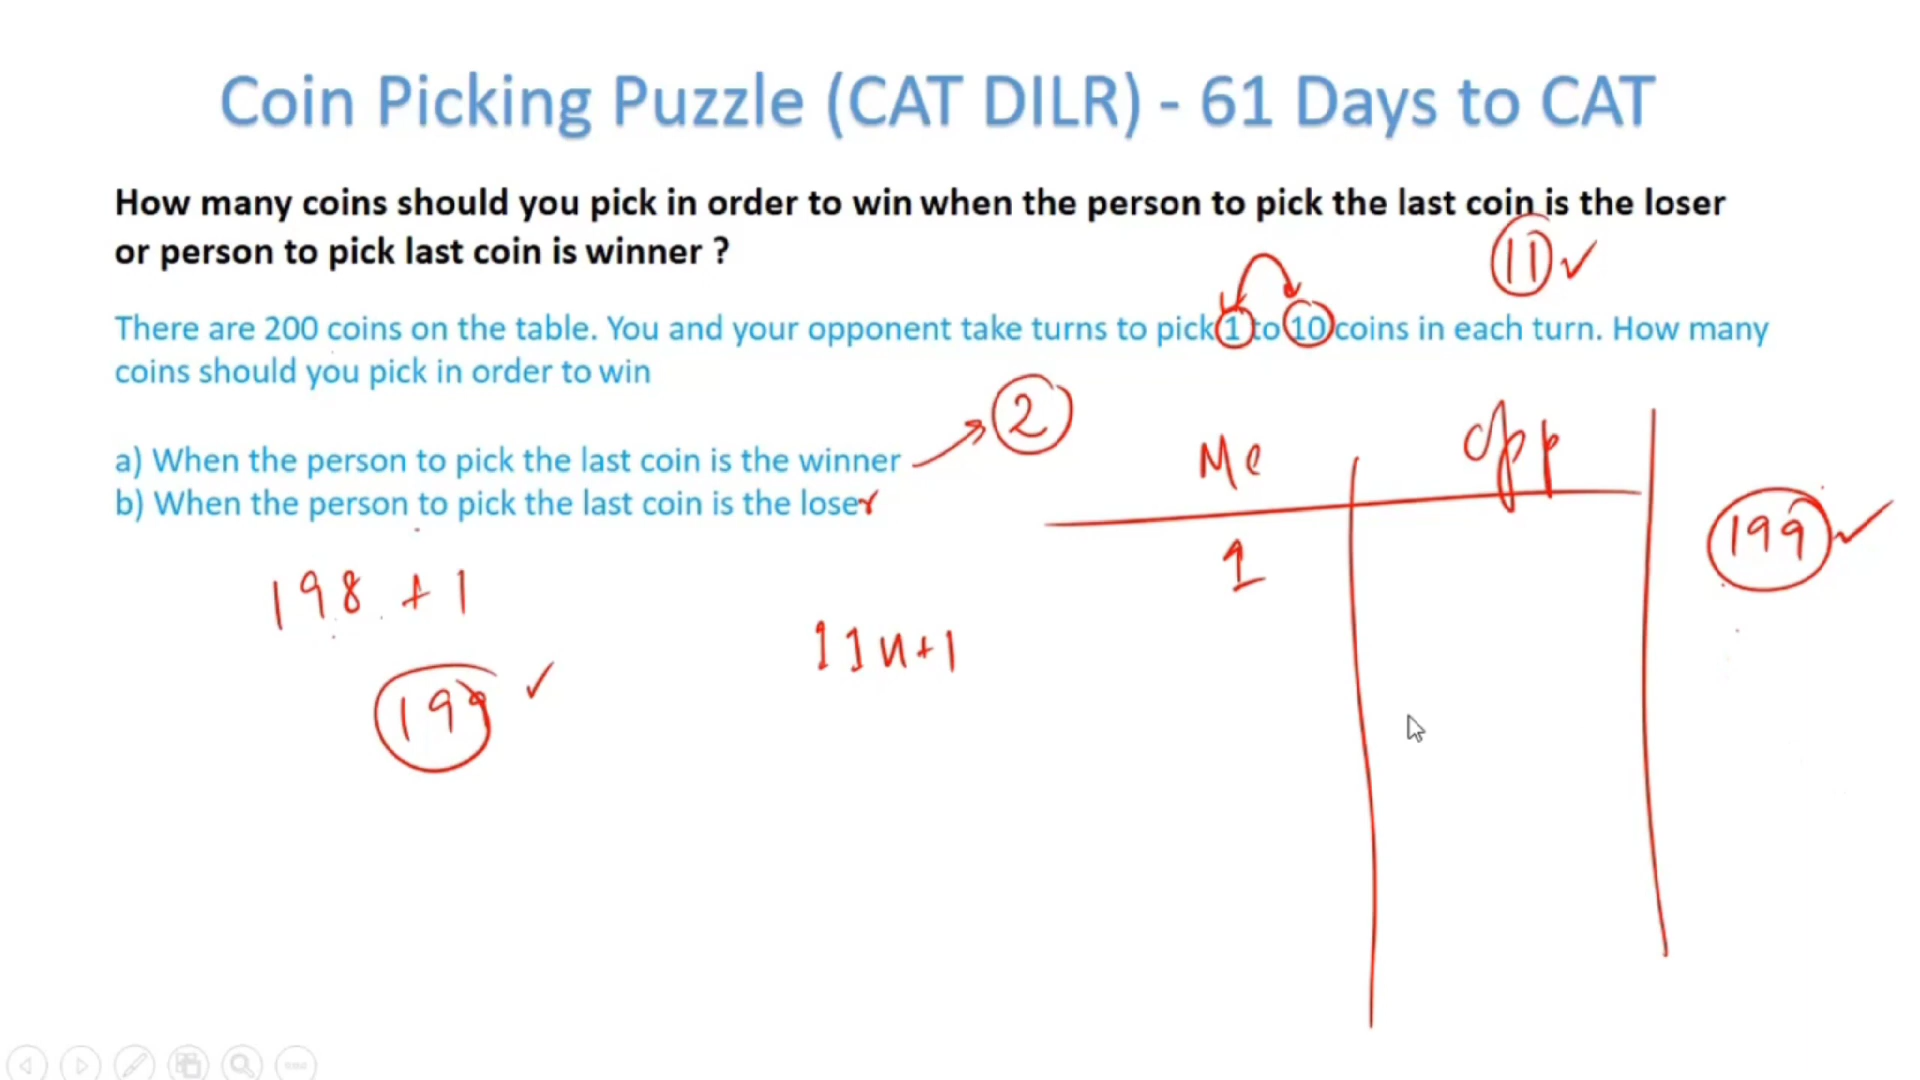 Coin Picking Puzzle (CAT DILR) - 61 Days to CAT
How many coins should you pick in order to win when the person to pick the last coin is the loser
or person to pick last coin is winner ?
11
There are 200 coins on the table. You and your opponent take turns to pick 1 to 10 coins in each turn. How many
coins should you pick in order to win
2
a) When the person to pick the last coin is the winner
b) When the person to pick the last coin is the loser
Me opp
1
199
198 + 1
11n+1
199